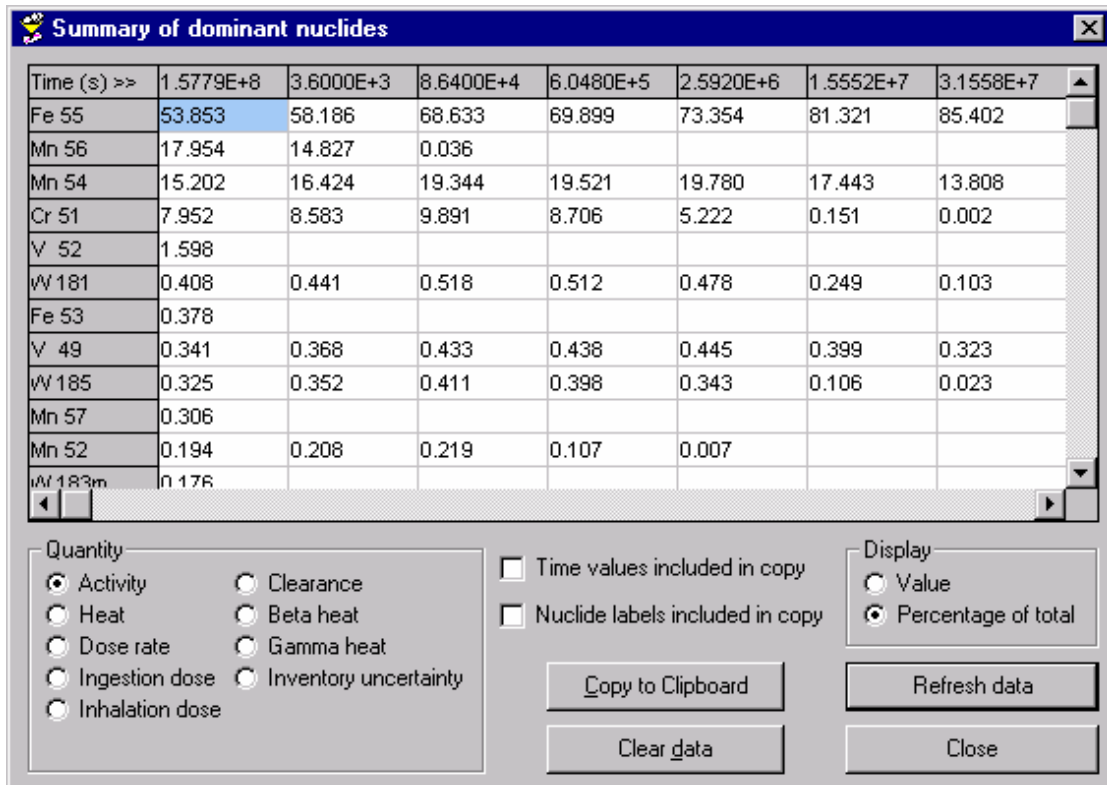 Summary of dominant nuclides
Time (s) >> 1.5779E+8 3.6000E+3 8.6400E+4 6.0480E+5 2.5920E+6 1.5552E+7 3.1558E+7
Fe 55 53.853 58.186 68.633 69.899 73.354 81.321 85.402
Mn 56 17.954 14.827 0.036
Mn 54 15.202 16.424 19.344 19.521 19.780 17.443 13.808
Cr 51 7.952 8.583 9.891 8.706 5.222 0.151 0.002
V 52 1.598
W 181 0.408 0.441 0.518 0.512 0.478 0.249 0.103
Fe 53 0.378
V 49 0.341 0.368 0.433 0.438 0.445 0.399 0.323
W 185 0.325 0.352 0.411 0.398 0.343 0.106 0.023
Mn 57 0.306
Mn 52 0.194 0.208 0.219 0.107 0.007
W 183m 0.176
Quantity
Activity Clearance
Heat Beta heat
Dose rate Gamma heat
Ingestion dose Inventory uncertainty
Inhalation dose
Time values included in copy
Nuclide labels included in copy
Display
Value
Percentage of total
Copy to Clipboard Refresh data
Clear data Close